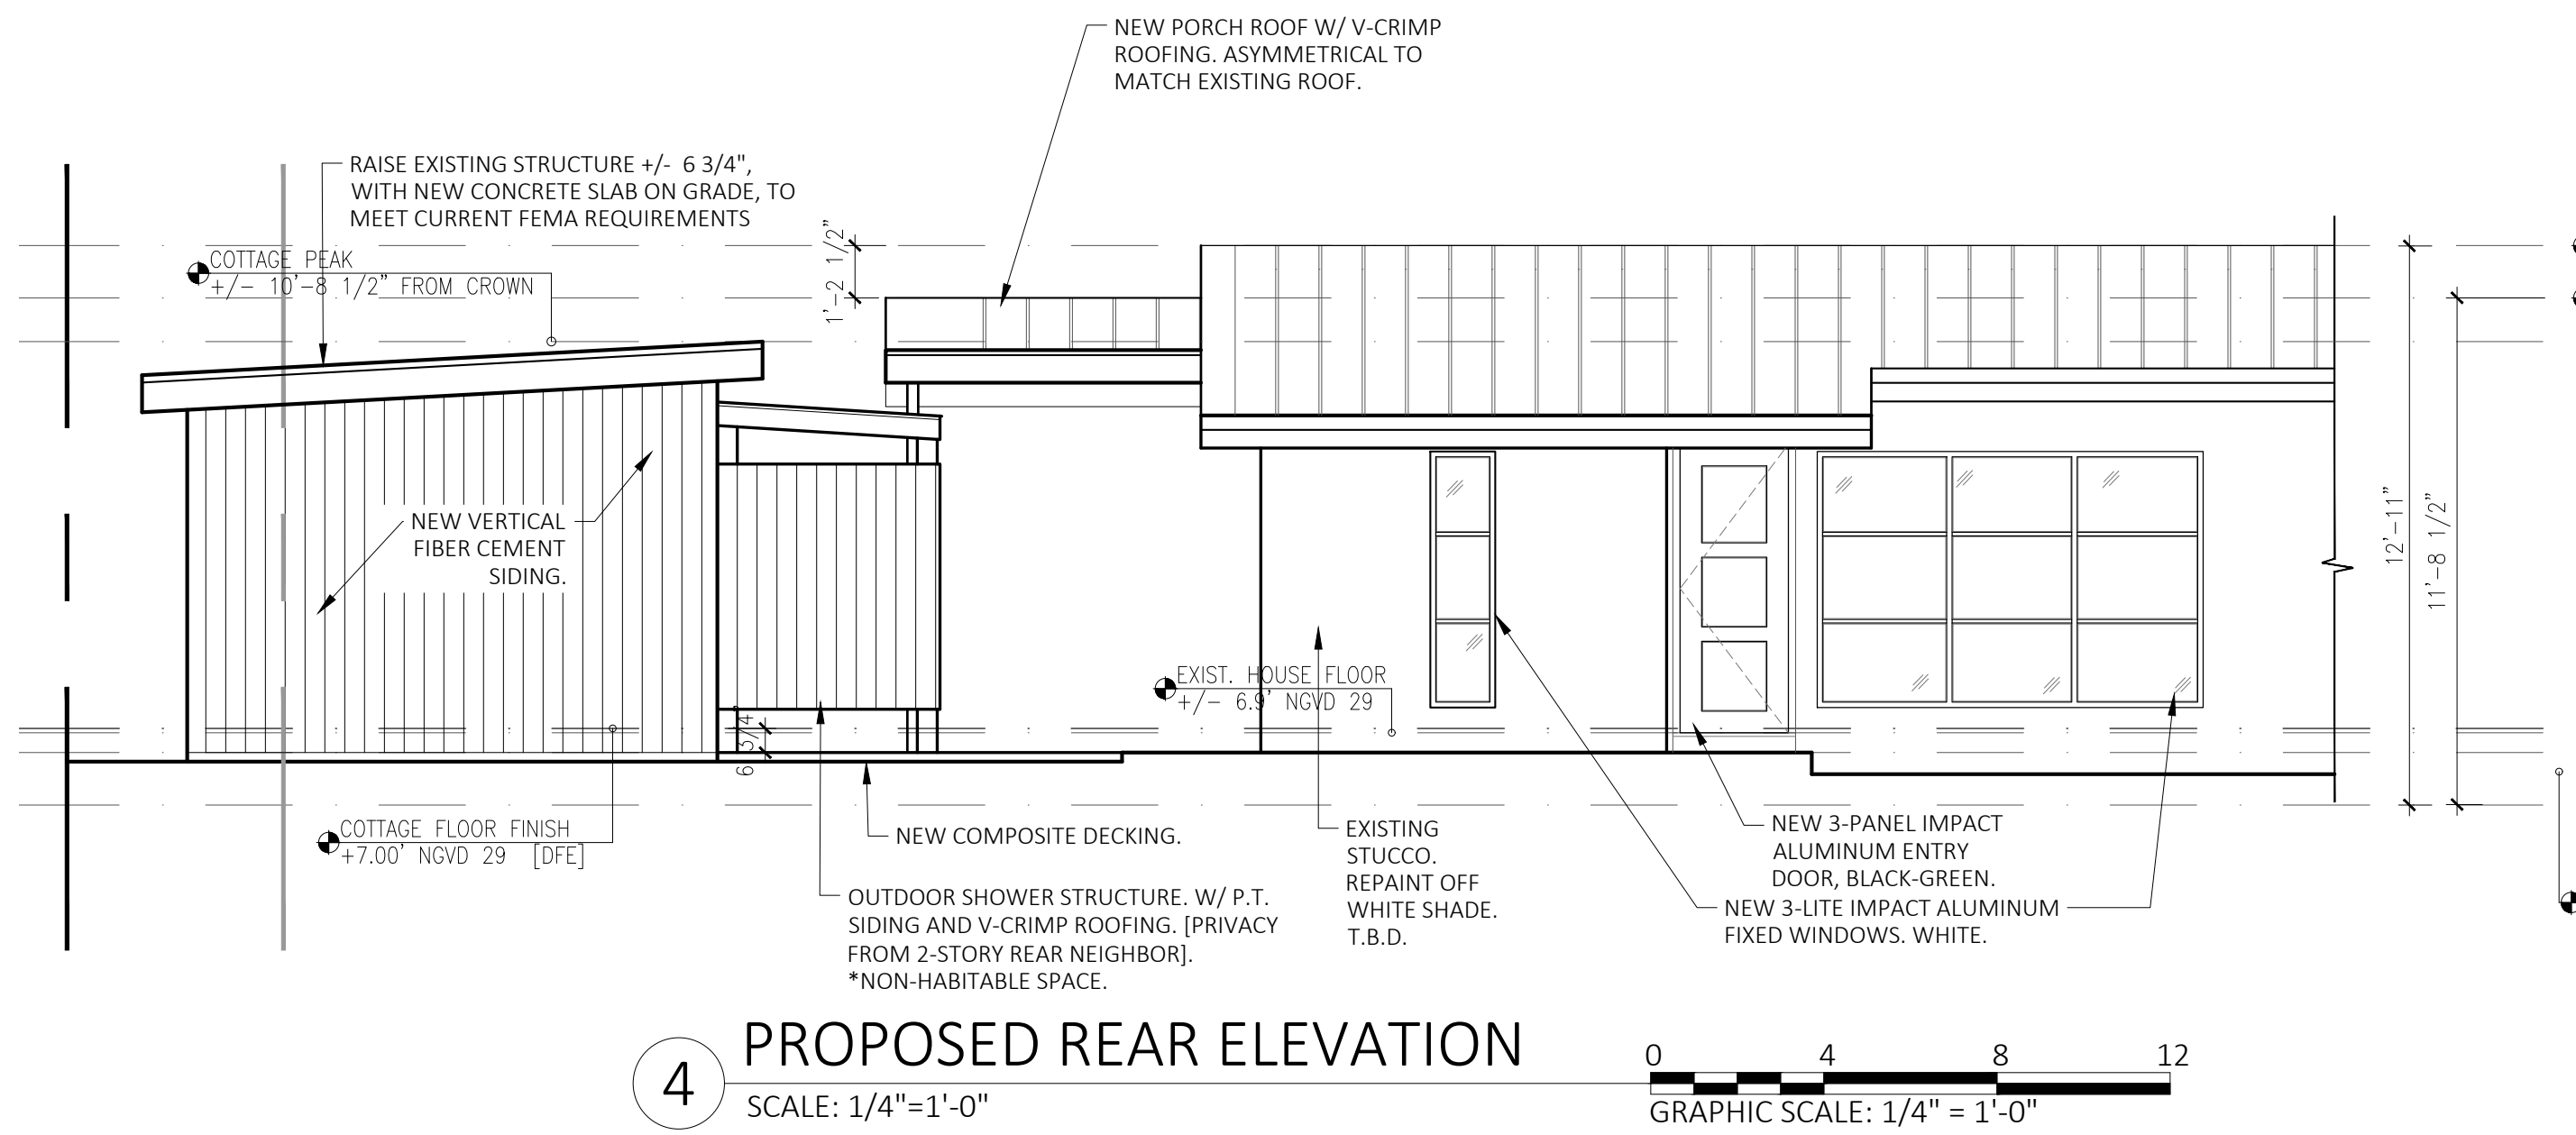 NEW PORCH ROOF W/ V-CRIMP
ROOFING. ASYMMETRICAL TO
MATCH EXISTING ROOF.
RAISE EXISTING STRUCTURE +/- 6 3/4",
WITH NEW CONCRETE SLAB ON GRADE, TO
MEET CURRENT FEMA REQUIREMENTS
COTTAGE PEAK
+/- 10'-8 1/2" FROM CROWN
1'-2 1/2"
NEW VERTICAL
FIBER CEMENT
SIDING.
12'-11"
11'-8 1/2"
EXIST. HOUSE FLOOR
+/- 6.9' NGVD 29
6 3/4"
COTTAGE FLOOR FINISH
+7.00' NGVD 29 [DFE]
NEW COMPOSITE DECKING.
OUTDOOR SHOWER STRUCTURE. W/ P.T.
SIDING AND V-CRIMP ROOFING. [PRIVACY
FROM 2-STORY REAR NEIGHBOR].
*NON-HABITABLE SPACE.
EXISTING
STUCCO.
REPAINT OFF
WHITE SHADE.
T.B.D.
NEW 3-PANEL IMPACT
ALUMINUM ENTRY
DOOR, BLACK-GREEN.
NEW 3-LITE IMPACT ALUMINUM
FIXED WINDOWS. WHITE.
4
PROPOSED REAR ELEVATION
SCALE: 1/4"=1'-0"
0 4 8 12
GRAPHIC SCALE: 1/4" = 1'-0"